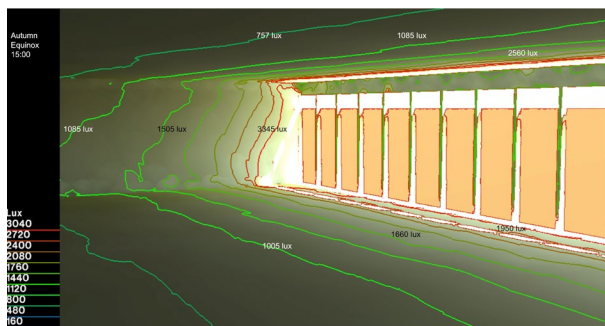 Autumn
Equinox
15:00
757 lux
1085 lux
2560 lux
1085 lux
1505 lux
3345 lux
1005 lux
1660 lux
1950 lux
Lux
3040
2720
2400
2080
1760
1440
1120
800
480
160